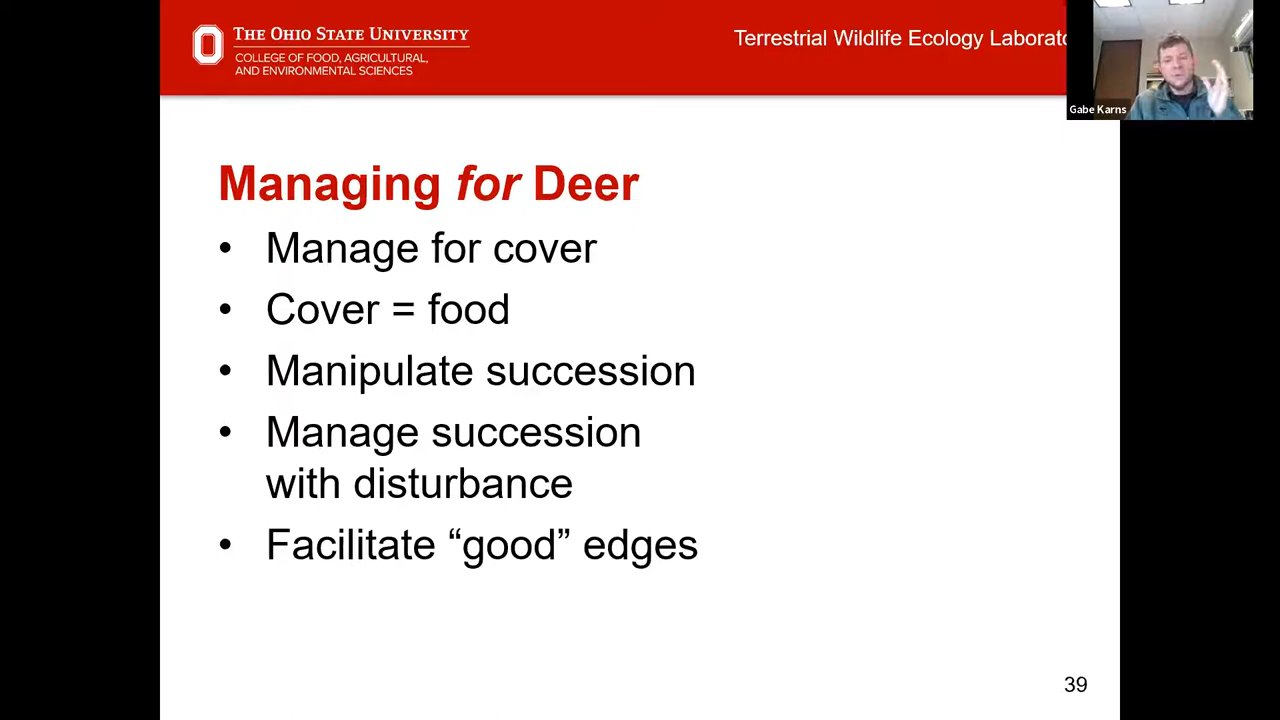 THE OHIO STATE UNIVERSITY
COLLEGE OF FOOD, AGRICULTURAL,
AND ENVIRONMENTAL SCIENCES
Terrestrial Wildlife Ecology
Gabe Karns
Managing for Deer
• Manage for cover
• Cover = food
• Manipulate succession
• Manage succession
with disturbance
• Facilitate “good” edges
39